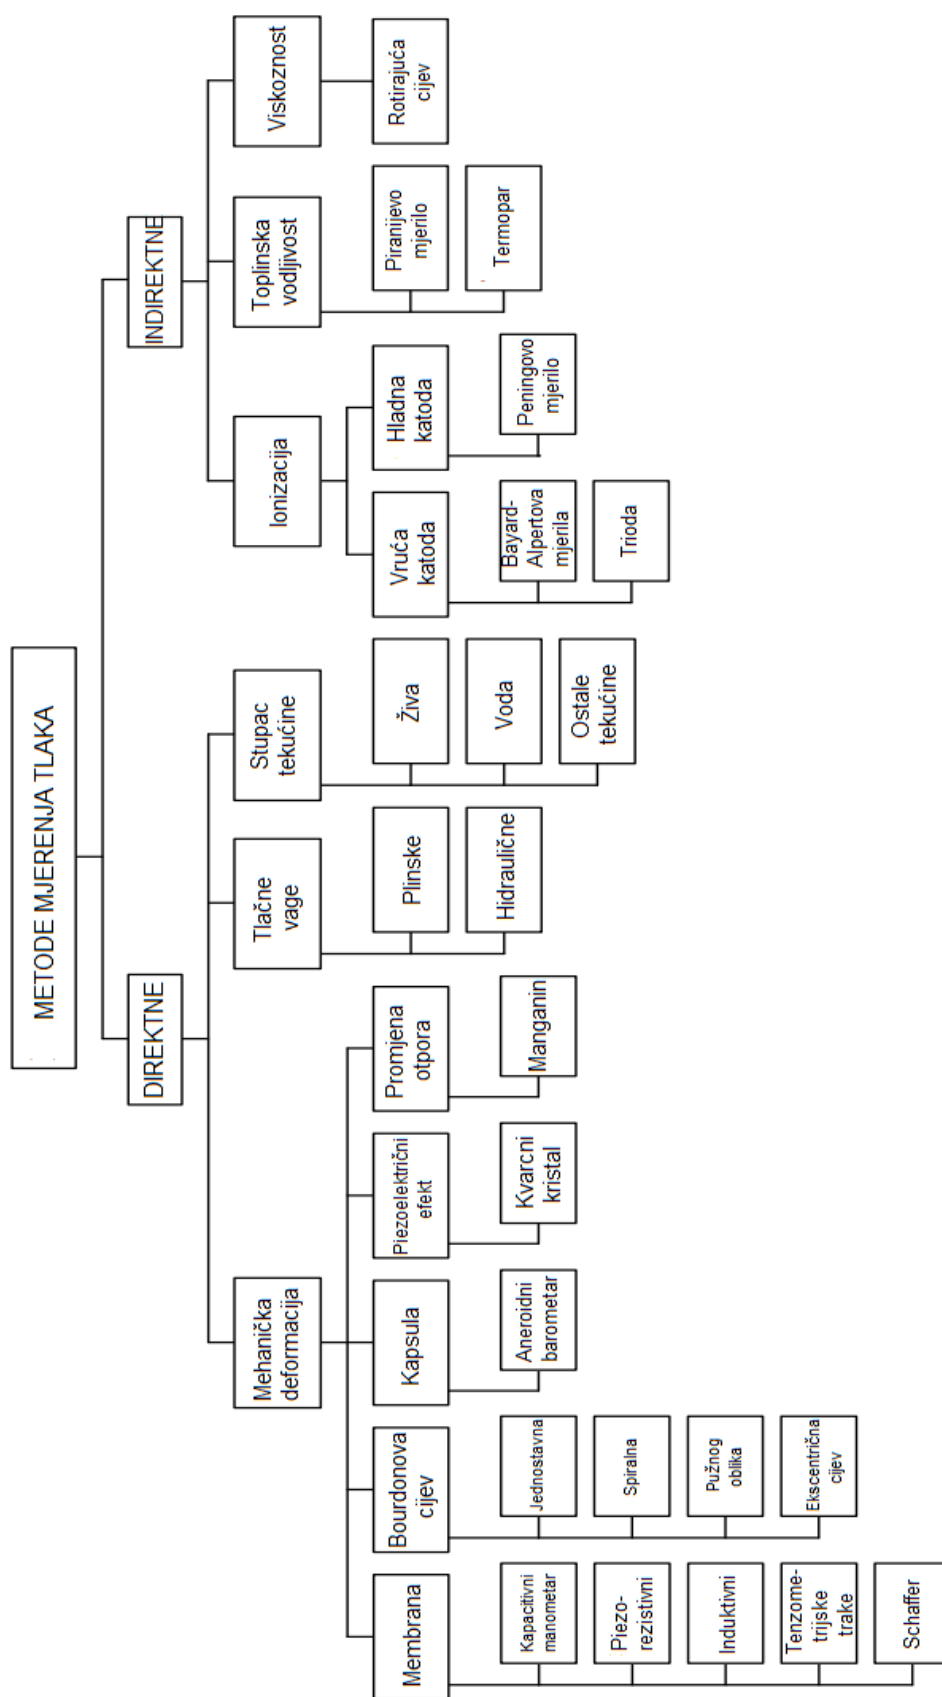 METODE MJERENJA TLAKA
DIREKTNE
INDIREKTNE
Mehanička
deformacija
Tlačne
vage
Stupac
tekućine
Ionizacija
Toplinska
vodljivost
Viskoznost
Membrana
Bourdonova
cijev
Kapsula
Piezoelektrični
efekt
Promjena
otpora
Plinske
Hidraulične
Živa
Voda
Ostale
tekućine
Vruća
katoda
Hladna
katoda
Piranijevo
mjerilo
Termopar
Rotirajuća
cijev
Kapacitivni
manometar
Piezo-
rezistivni
Induktivni
Tenzome-
trijske
trake
Schaffer
Jednostavna
Spiralna
Pužnog
oblika
Ekscentrična
cijev
Aneroidni
barometar
Kvarcni
kristal
Manganin
Bayard-
Alpertova
mjerila
Trioda
Peningovo
mjerilo